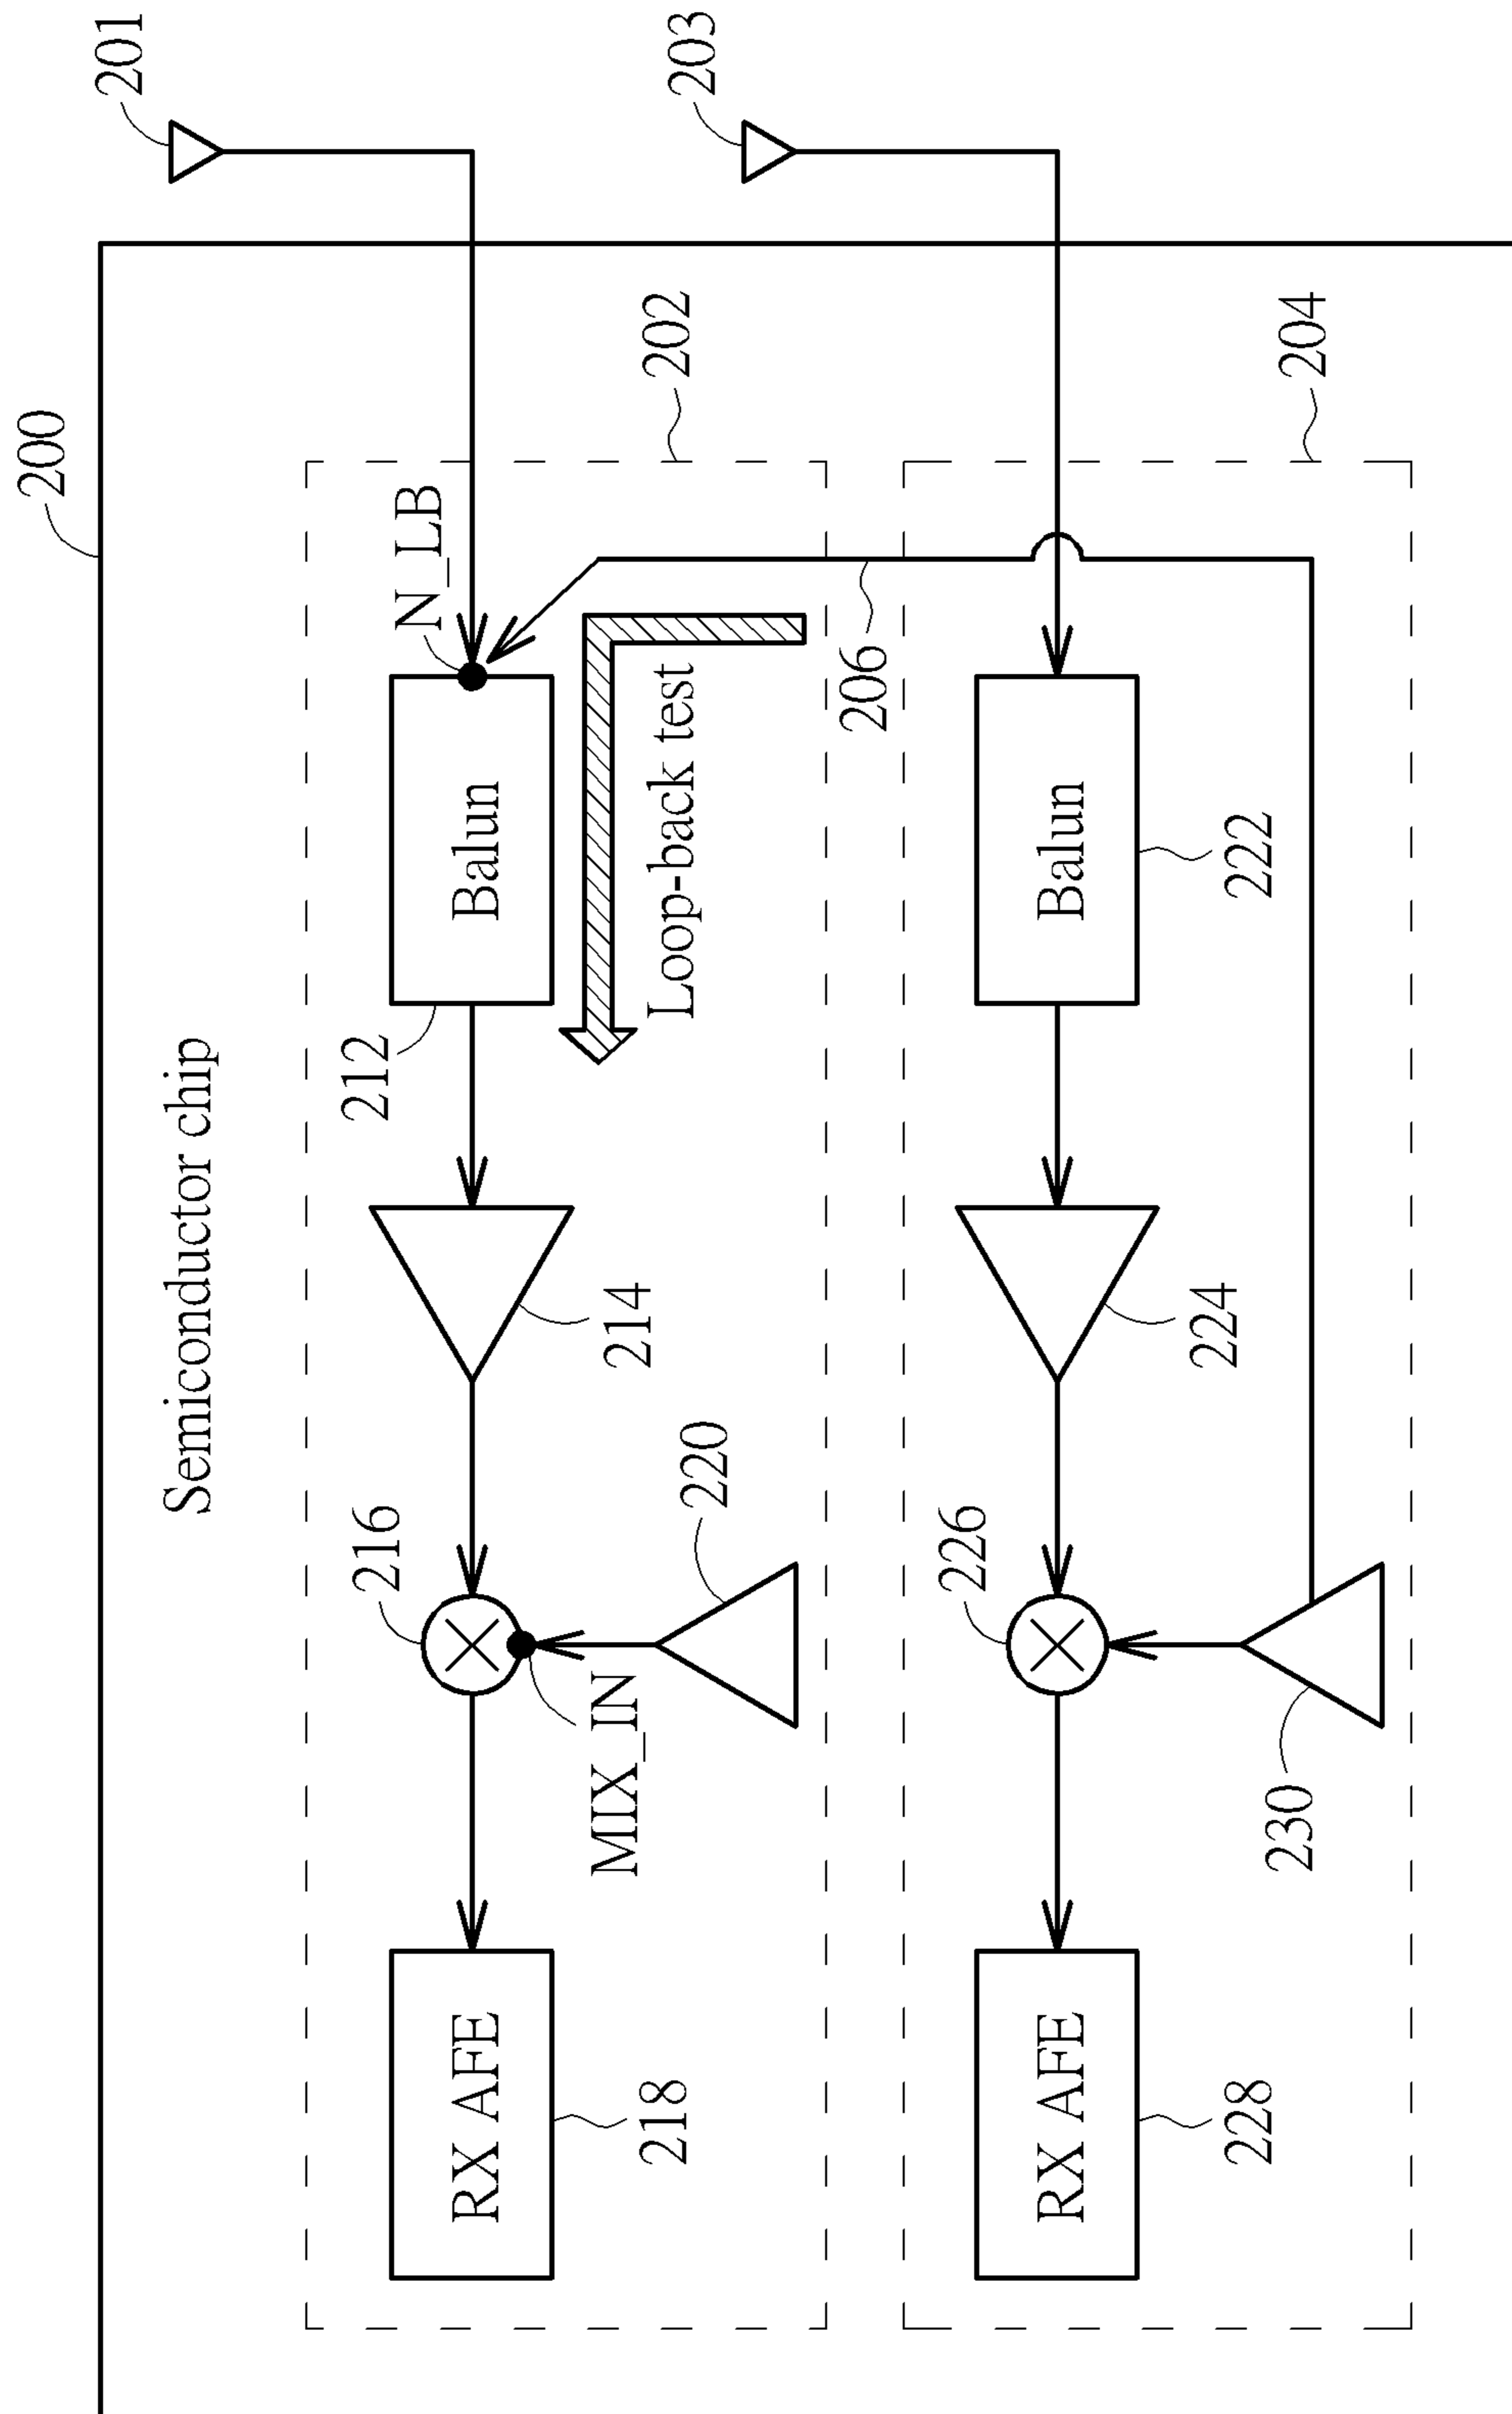 200
Semiconductor chip
201
202
N_LB
212
Balun
214
216
MIX_IN
220
RX AFE
218
Loop-back test
206
203
204
Balun
222
224
226
230
RX AFE
228